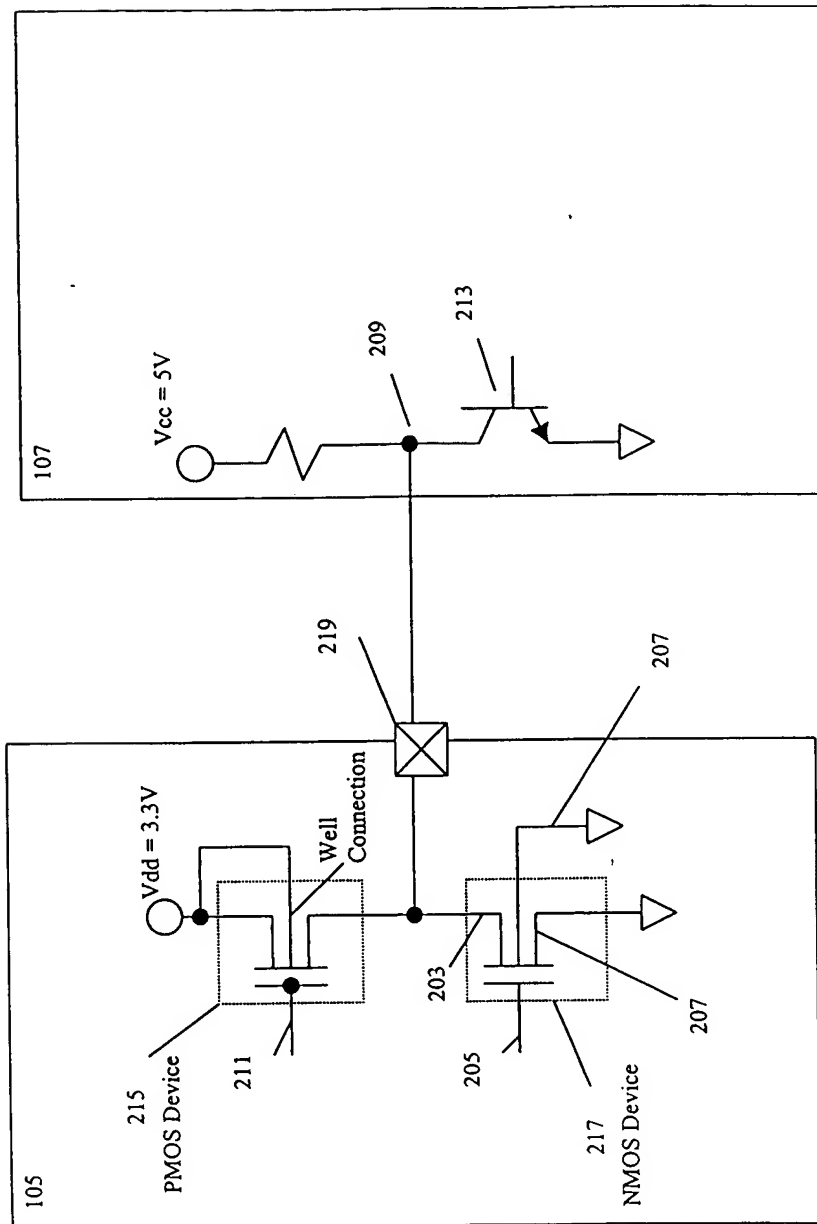 105
215
PMOS Device
211
Vdd = 3.3V
Well
Connection
203
205
217
NMOS Device
207
207
219
107
Vcc = 5V
209
213